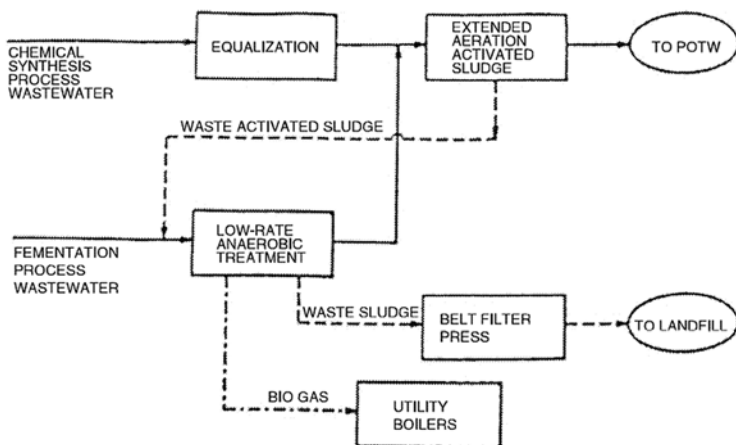 CHEMICAL
SYNTHESIS
PROCESS
WASTEWATER
EQUALIZATION
EXTENDED
AERATION
ACTIVATED
SLUDGE
TO POTW
WASTE ACTIVATED SLUDGE
FEMENTATION
PROCESS
WASTEWATER
LOW-RATE
ANAEROBIC
TREATMENT
WASTE SLUDGE
BELT FILTER
PRESS
TO LANDFILL
BIO GAS
UTILITY
BOILERS